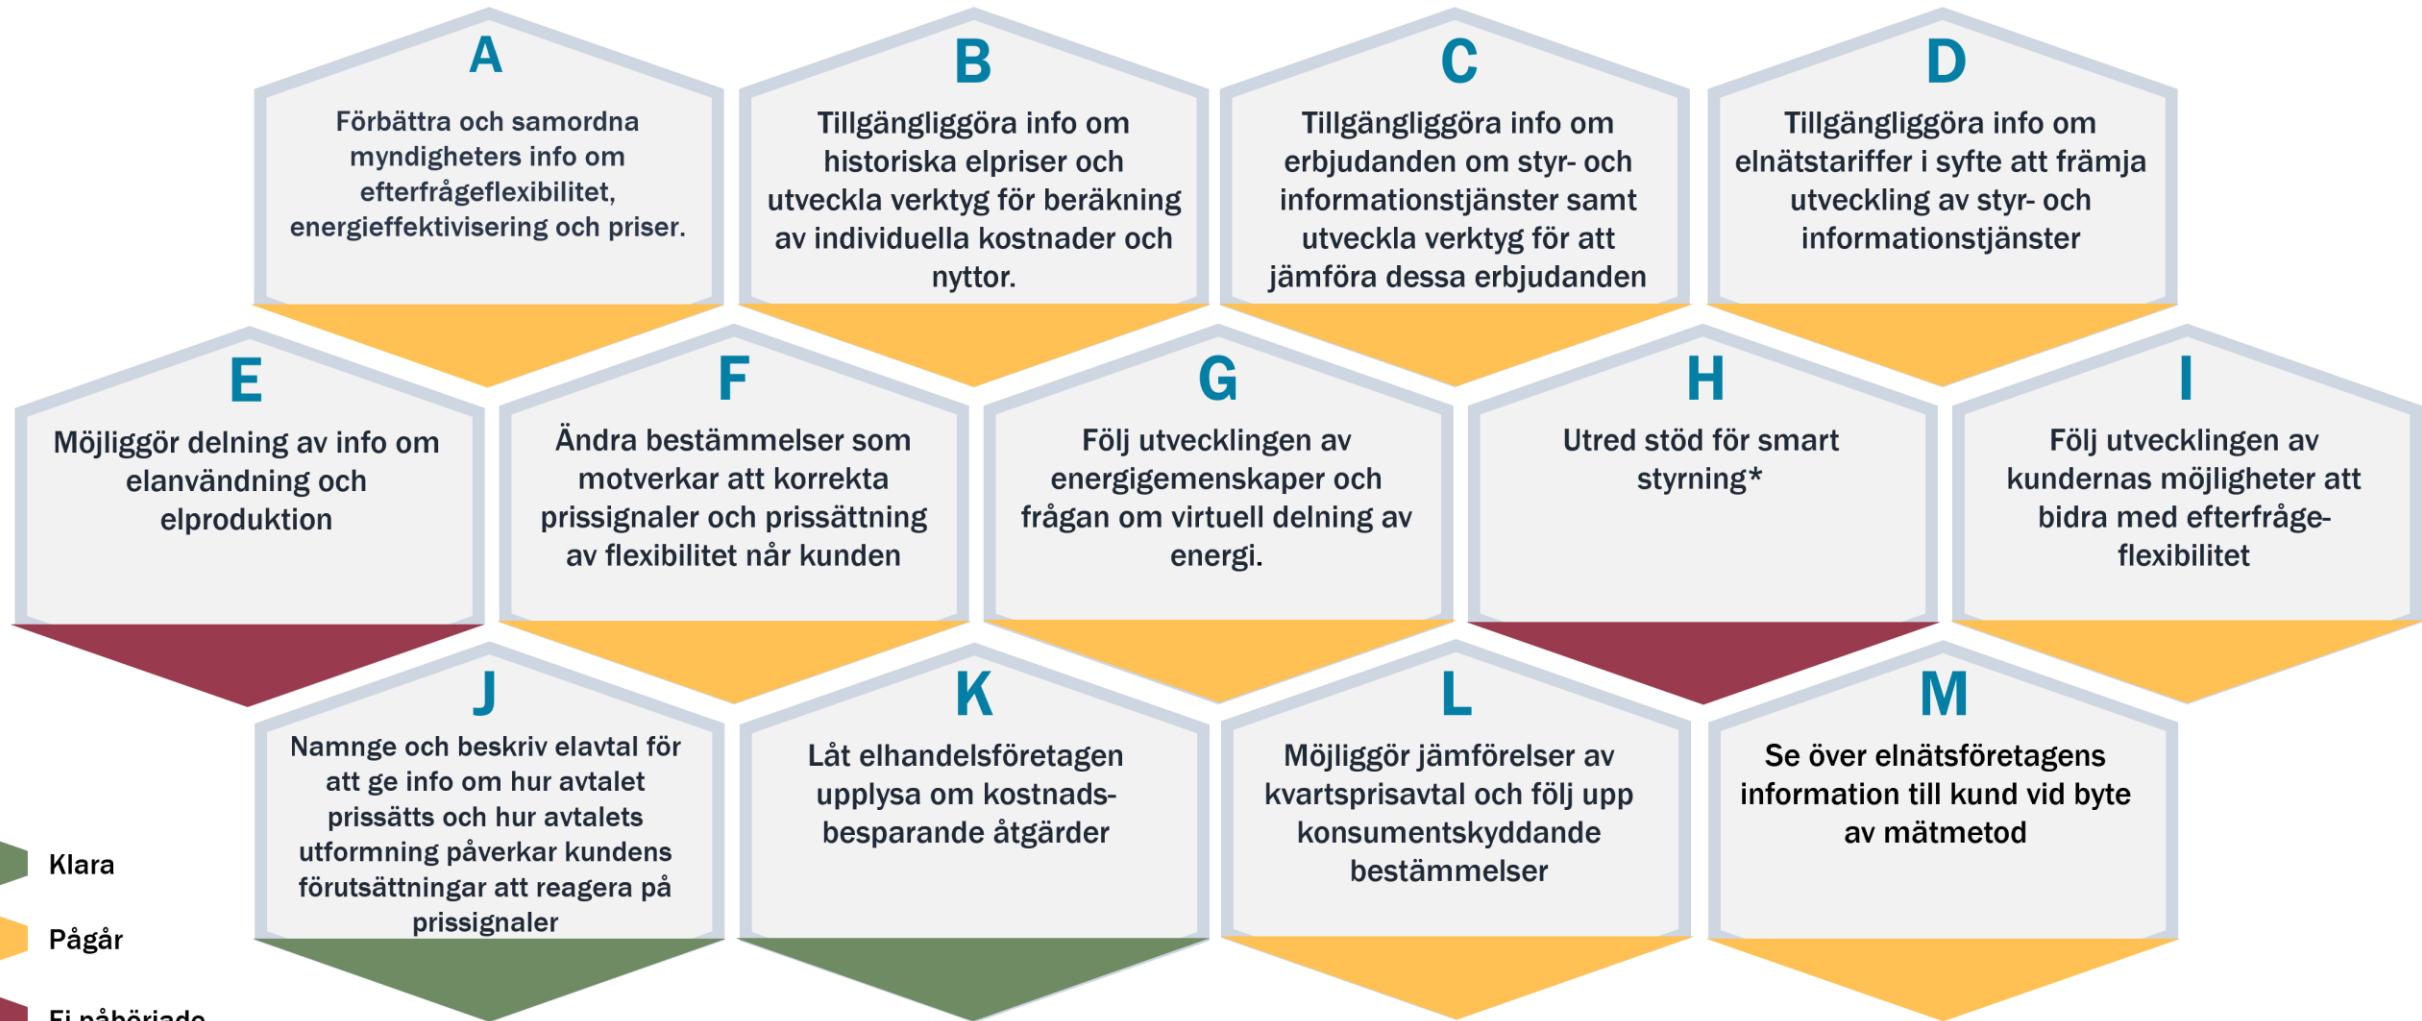 A
Förbättra och samordna
myndigheters info om
efterfrågeflexibilitet,
energieffektivisering och priser.
B
Tillgängliggöra info om
historiska elpriser och
utveckla verktyg för beräkning
av individuella kostnader och
nyttor.
C
Tillgängliggöra info om
erbjudanden om styr- och
informationstjänster samt
utveckla verktyg för att
jämföra dessa erbjudanden
D
Tillgängliggöra info om
elnätstariffer i syfte att främja
utveckling av styr- och
informationstjänster
E
Möjliggör delning av info om
elanvändning och
elproduktion
F
Ändra bestämmelser som
motverkar att korrekta
prissignaler och prissättning
av flexibilitet når kunden
G
Följ utvecklingen av
energigemenskaper och
frågan om virtuell delning av
energi.
H
Utred stöd för smart
styrning*
I
Följ utvecklingen av
kundernas möjligheter att
bidra med efterfråge-
flexibilitet
J
Namnge och beskriv elavtal för
att ge info om hur avtalet
prissätts och hur avtalets
utformning påverkar kundens
förutsättningar att reagera på
prissignaler
K
Låt elhandelsföretagen
upplysa om kostnads-
besparande åtgärder
L
Möjliggör jämförelser av
kvartsprisavtal och följ upp
konsumentskyddande
bestämmelser
M
Se över elnätsföretagens
information till kund vid byte
av mätmetod
Klara
Pågår
Ej påbörjade